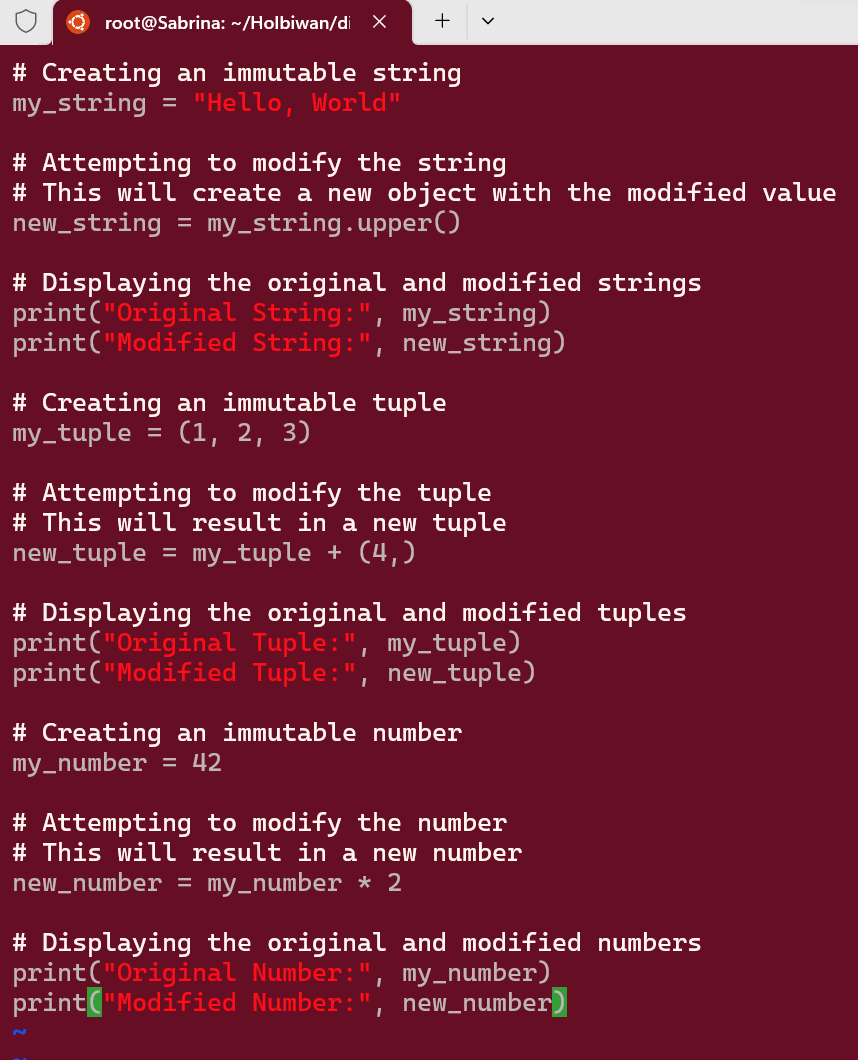 root@Sabrina: ~/Holbiwan/di
# Creating an immutable string
my_string = "Hello, World"
# Attempting to modify the string
# This will create a new object with the modified value
new_string = my_string.upper()
# Displaying the original and modified strings
print("Original String:", my_string)
print("Modified String:", new_string)
# Creating an immutable tuple
my_tuple = (1, 2, 3)
# Attempting to modify the tuple
# This will result in a new tuple
new_tuple = my_tuple + (4,)
# Displaying the original and modified tuples
print("Original Tuple:", my_tuple)
print("Modified Tuple:", new_tuple)
# Creating an immutable number
my_number = 42
# Attempting to modify the number
# This will result in a new number
new_number = my_number * 2
# Displaying the original and modified numbers
print("Original Number:", my_number)
print("Modified Number:", new_number)
~